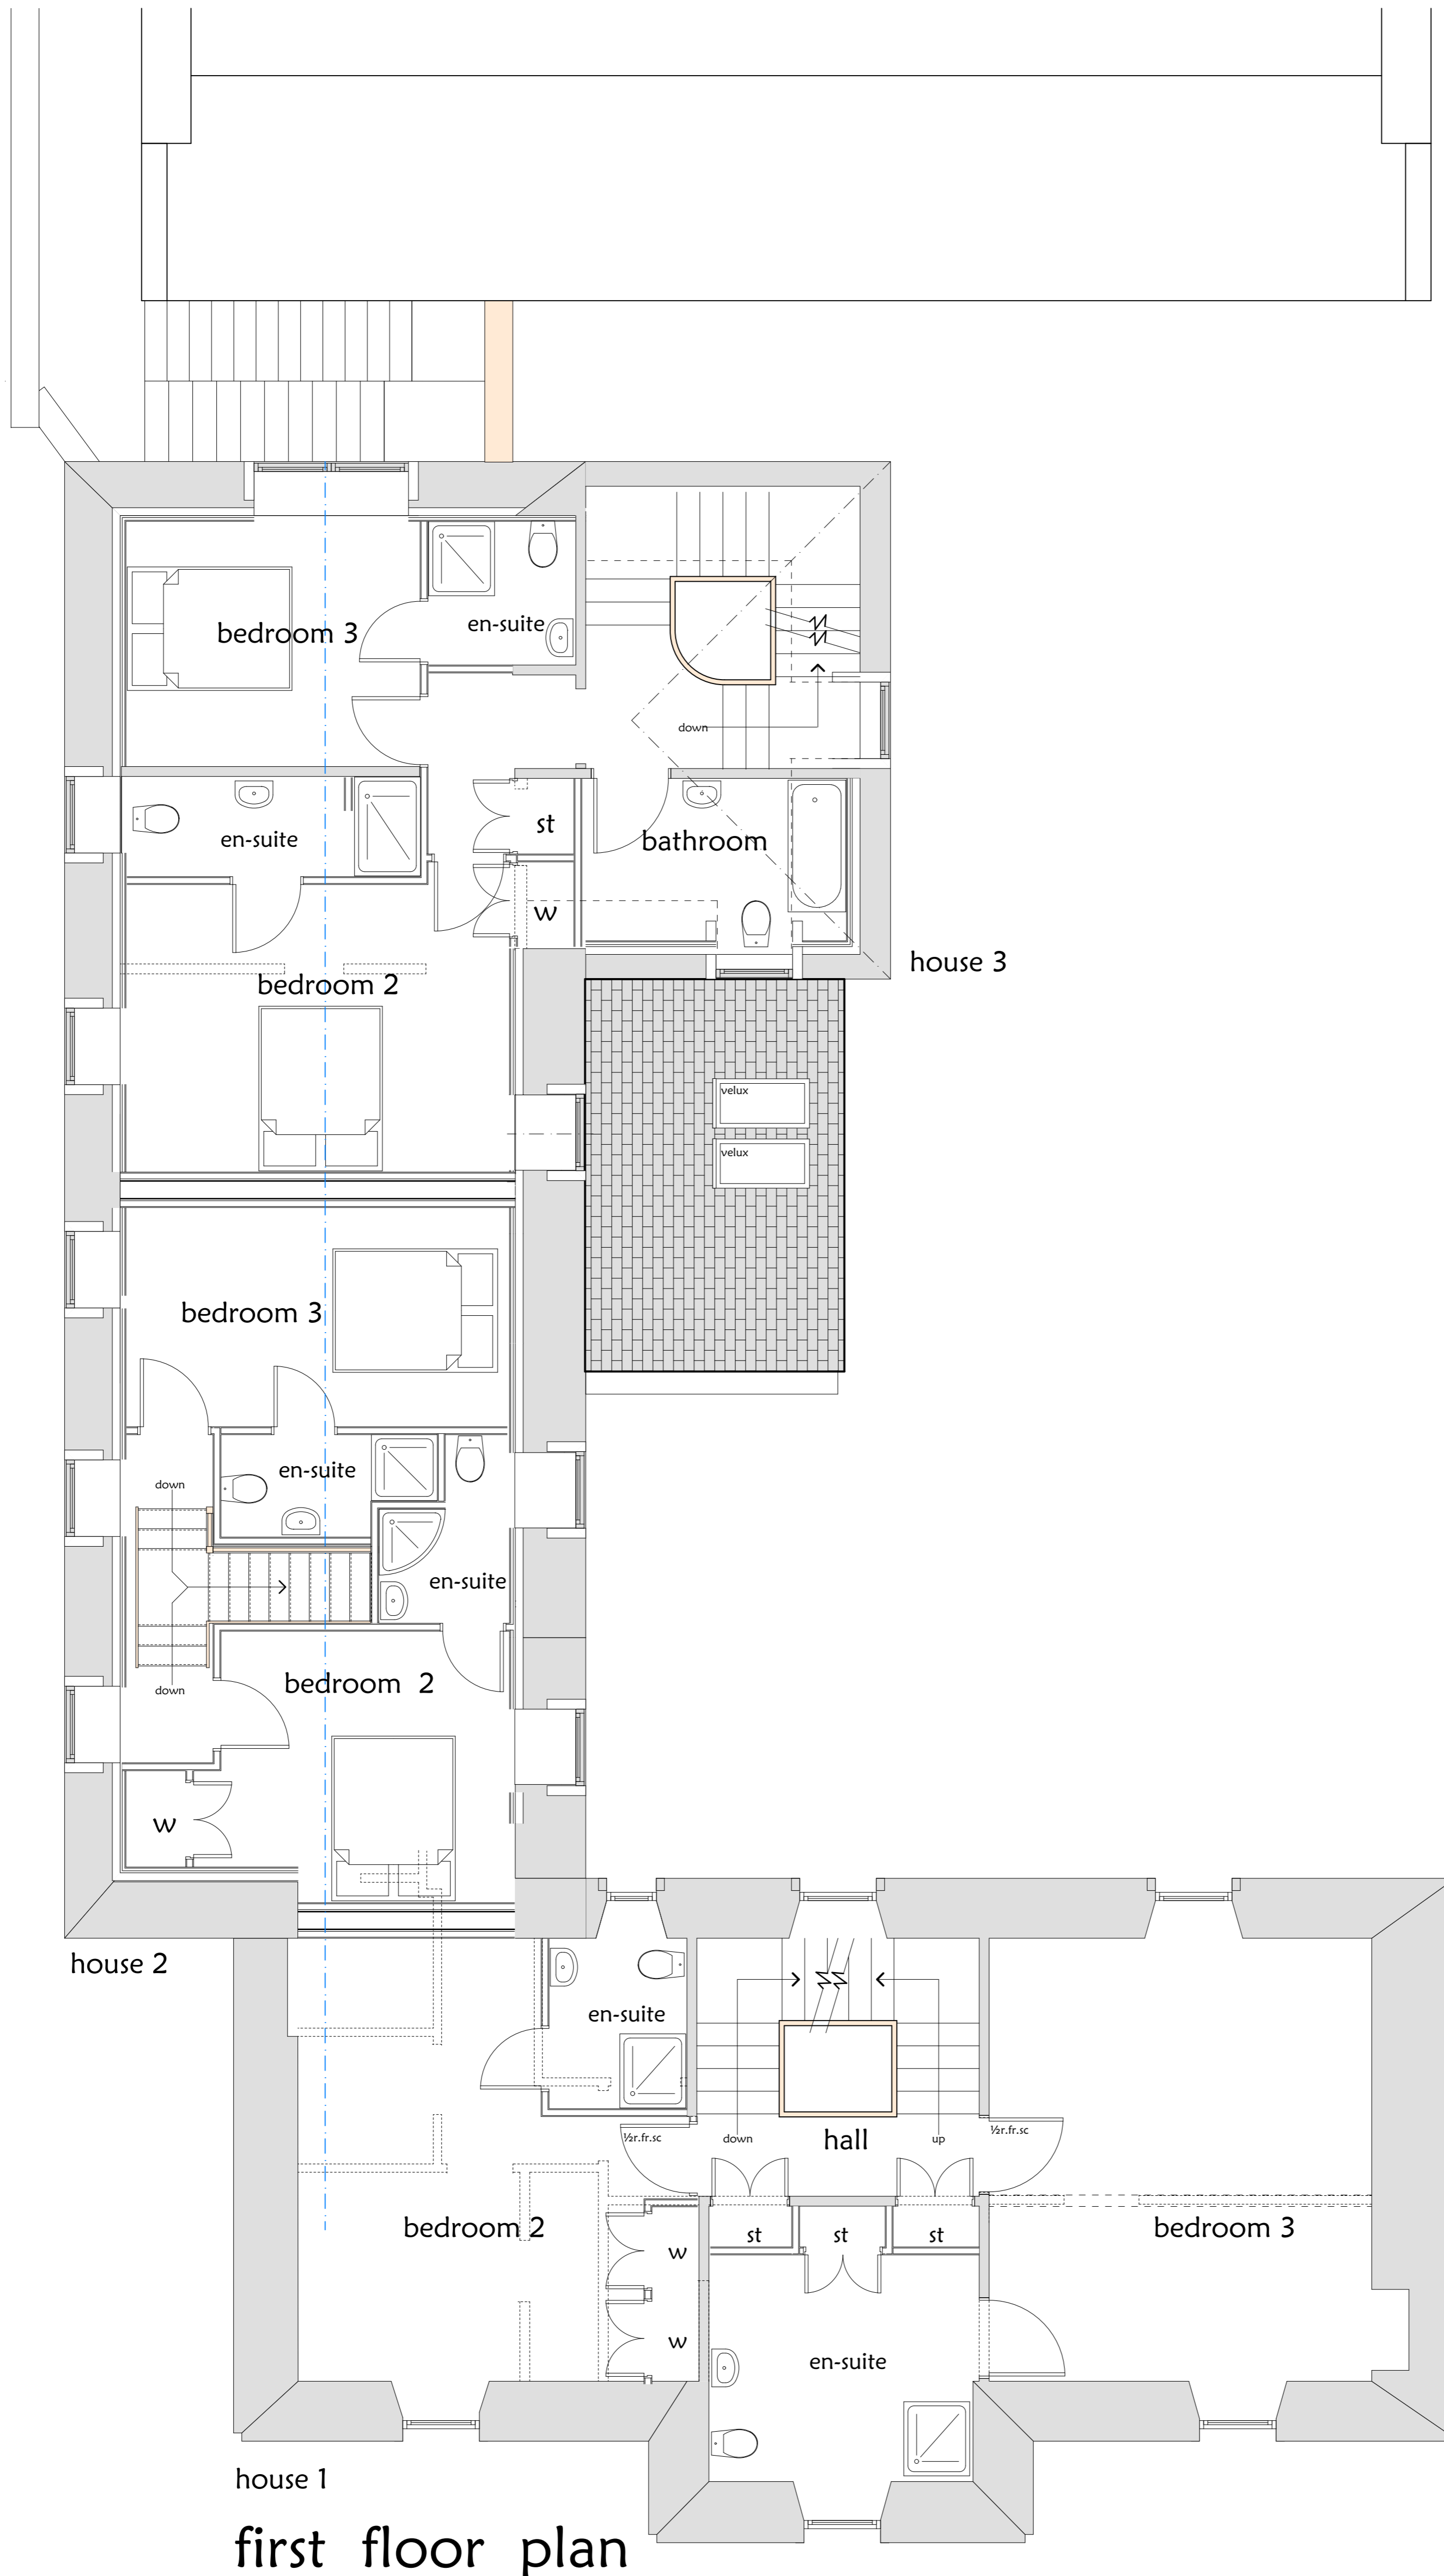 bedroom 3
en-suite
down
en-suite
st
bathroom
w
house 3
bedroom 2
velux
velux
bedroom 3
en-suite
down
en-suite
bedroom 2
down
w
house 2
en-suite
½r.fr.sc
down
hall
up
½r.fr.sc
bedroom 2
st
st
st
bedroom 3
w
w
en-suite
house 1
first floor plan